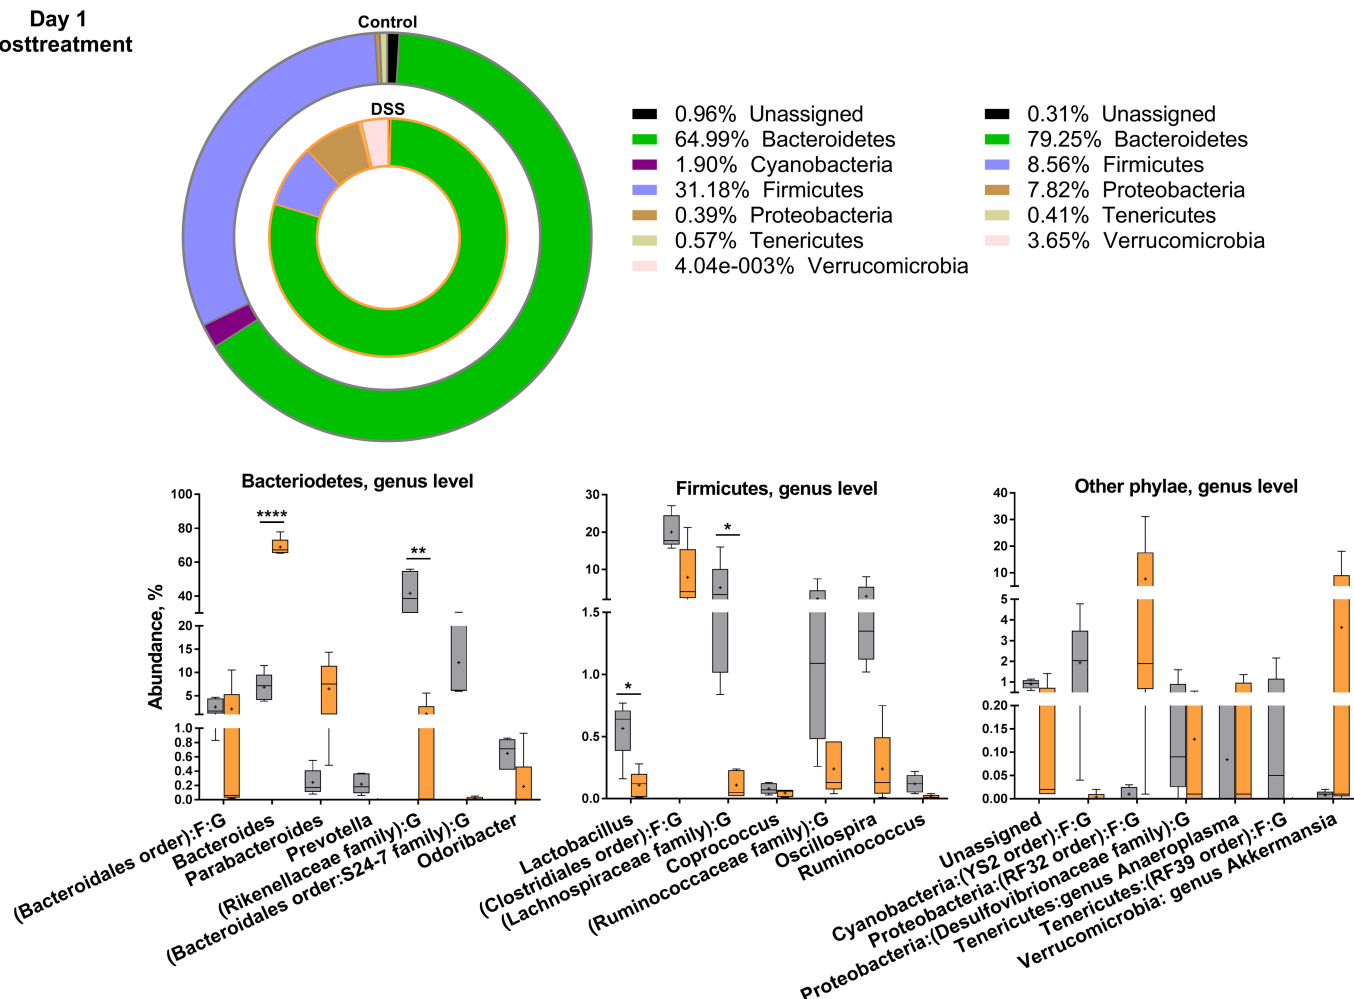 Day 1
osttreatment
Control
DSS
0.96% Unassigned
64.99% Bacteroidetes
1.90% Cyanobacteria
31.18% Firmicutes
0.39% Proteobacteria
0.57% Tenericutes
4.04e-003% Verrucomicrobia
0.31% Unassigned
79.25% Bacteroidetes
8.56% Firmicutes
7.82% Proteobacteria
0.41% Tenericutes
3.65% Verrucomicrobia
Bacteriodetes, genus level
Abundance, %
100
80
60
40
20
15
10
5
1.0
0.8
0.6
0.4
0.2
0.0
****
**
(Bacteroidales order):F:G
Bacteroides
Parabacteroides
Prevotella
(Rikenellaceae family):G
(Bacteroidales order:S24-7 family):G
Odoribacter
Firmicutes, genus level
30
20
10
1.5
1.0
0.5
0.0
*
*
Lactobacillus
(Clostridiales order):F:G
(Lachnospiraceae family):G
Coprococcus
(Ruminococcaceae family):G
Oscillospira
Ruminococcus
Other phylae, genus level
40
30
20
10
5
4
3
2
1
0.20
0.15
0.10
0.05
0.00
Unassigned
Cyanobacteria:(YS2 order):F:G
Proteobacteria:(RF32 order):F:G
Proteobacteria:(Desulfovibrionaceae family):G
Tenericutes:genus Anaeroplasma
Tenericutes:(RF39 order):F:G
Verrucomicrobia: genus Akkermansia